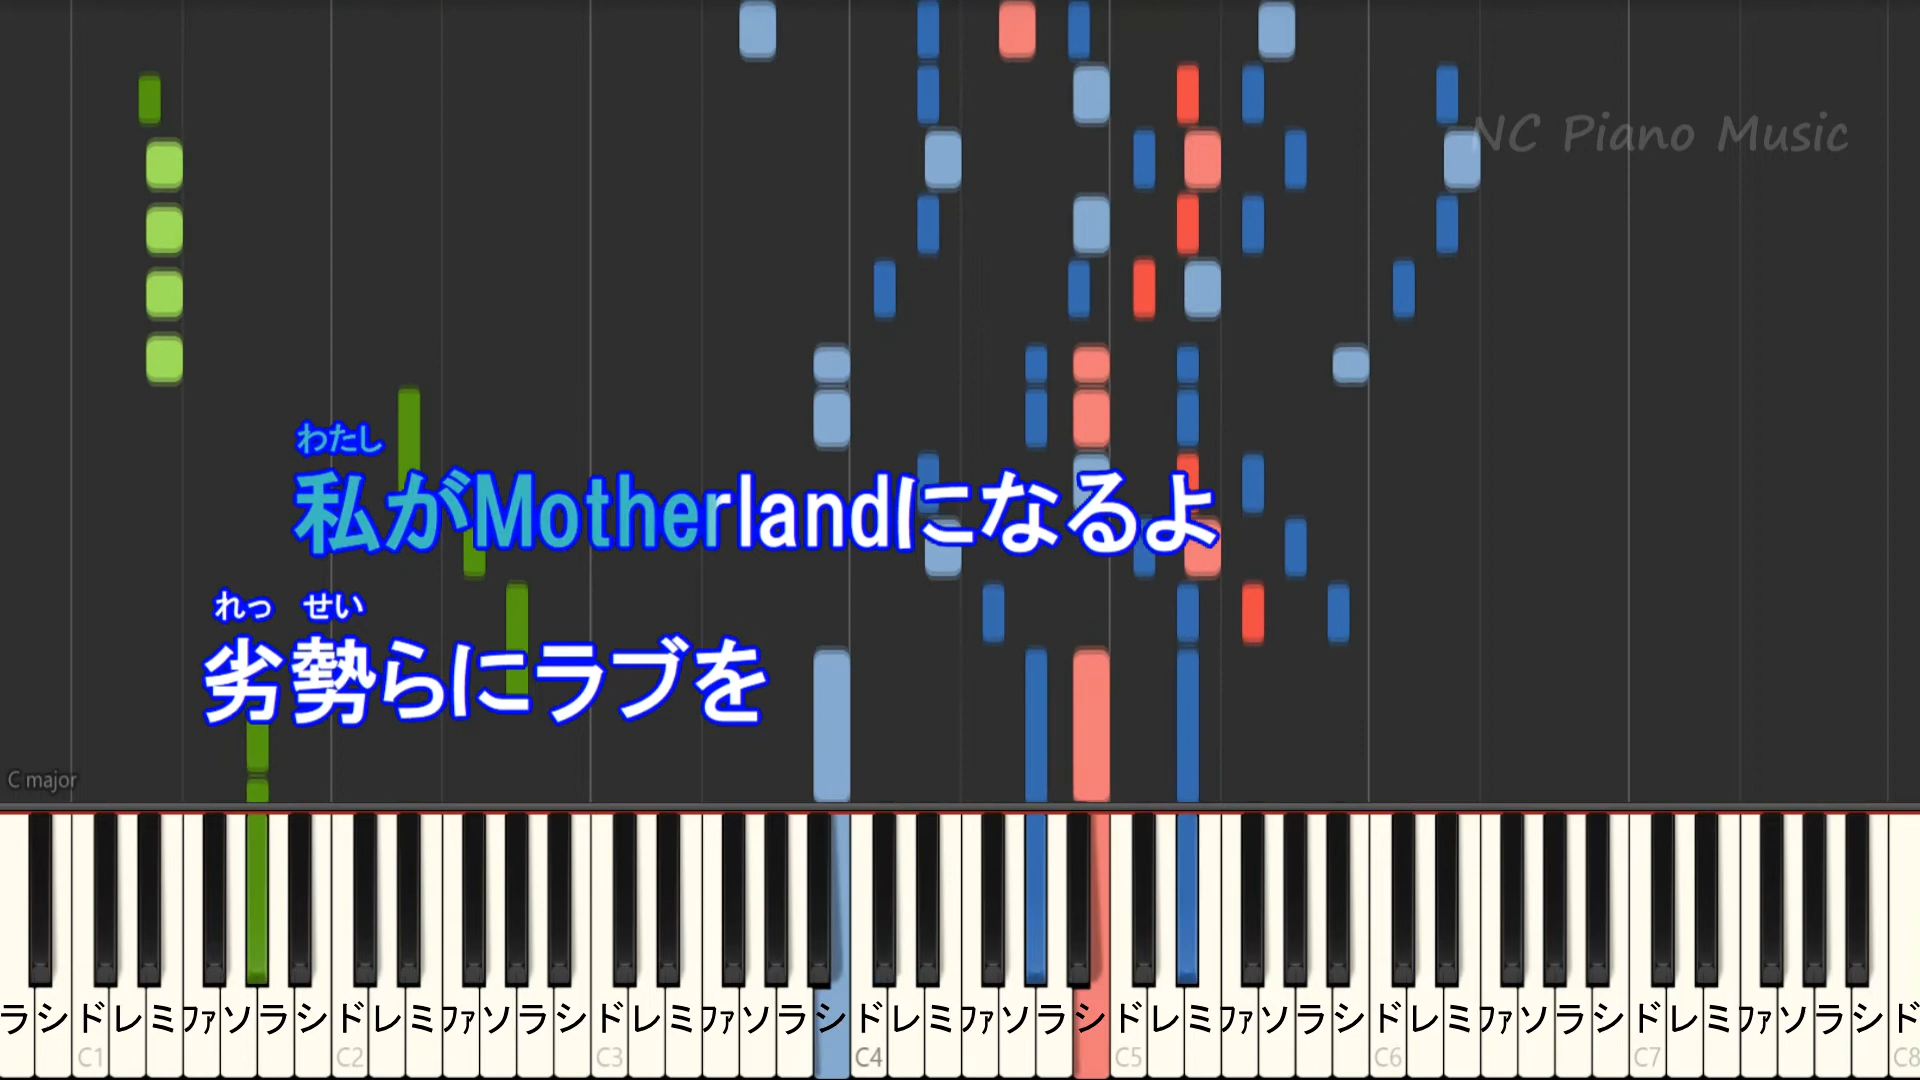 NC Piano Music
わたし
私がMotherlandになるよ
れっ せい
劣勢らにラブを
C major
ラシドレミファソラシドレミファソラシドレミファソラシドレミファソラシドレミファソラシドレミファソラシドレミファソラシド
C1 C2 C3 C4 C5 C6 C7 C8